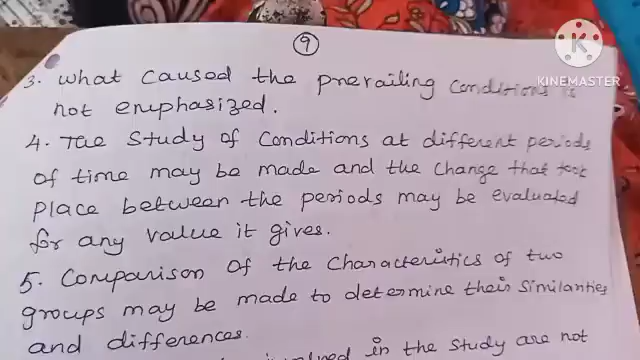 9
KINEMASTER
3. What caused the prevailing conditions is
not emphasized.
4. The study of conditions at different periods
of time may be made and the change that took
place between the periods may be evaluated
for any value it gives.
5. Comparison of the characteristics of two
groups may be made to determine their similarities
and differences.
involved in the study are not